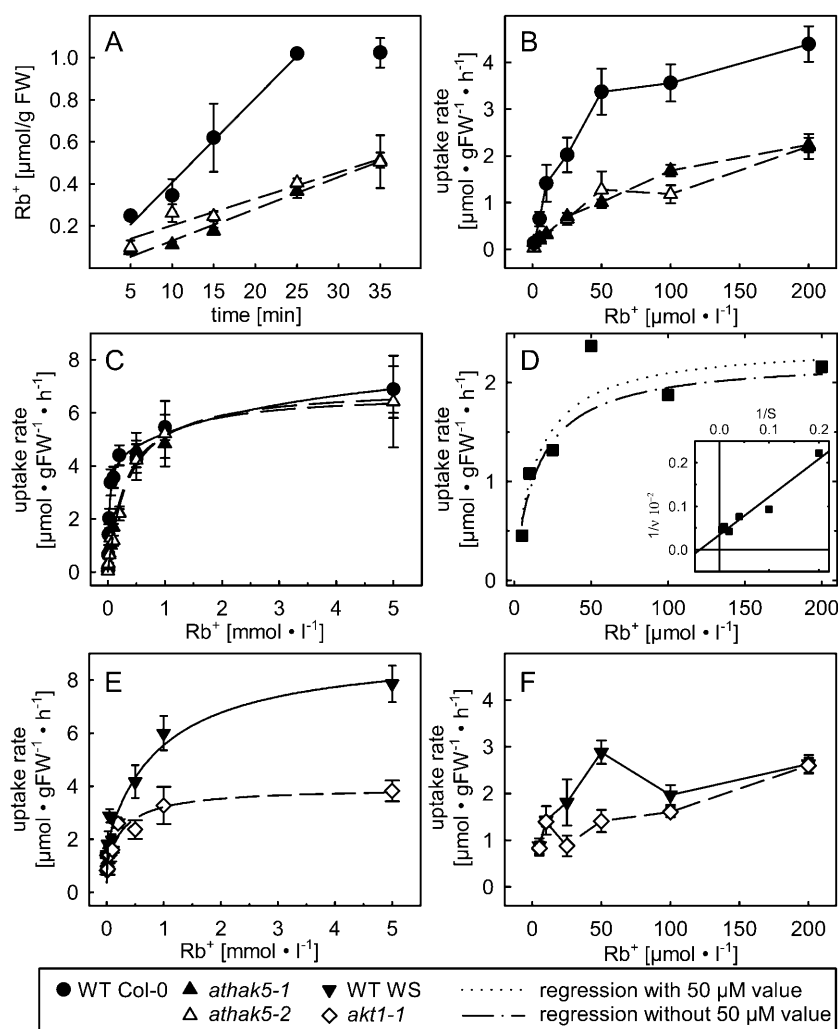 A
Rb⁺ [µmol/g FW]
1.0
0.8
0.6
0.4
0.2
5 10 15 20 25 30 35
time [min]
B
uptake rate
[µmol • gFW⁻¹ • h⁻¹]
4
3
2
1
0
0 50 100 150 200
Rb⁺ [µmol • l⁻¹]
C
uptake rate
[µmol • gFW⁻¹ • h⁻¹]
8
6
4
2
0
0 1 2 3 4 5
Rb⁺ [mmol • l⁻¹]
D
uptake rate
[µmol • gFW⁻¹ • h⁻¹]
2
1
0
0 50 100 150 200
Rb⁺ [µmol • l⁻¹]
1/S
0.0 0.1 0.2
1/v 10⁻²
0.2
0.1
0.0
E
uptake rate
[µmol • gFW⁻¹ • h⁻¹]
8
6
4
2
0
0 1 2 3 4 5
Rb⁺ [mmol • l⁻¹]
F
uptake rate
[µmol • gFW⁻¹ • h⁻¹]
4
3
2
1
0
0 50 100 150 200
Rb⁺ [µmol • l⁻¹]
WT Col-0 athak5-1 WT WS regression with 50 µM value
athak5-2 akt1-1 regression without 50 µM value